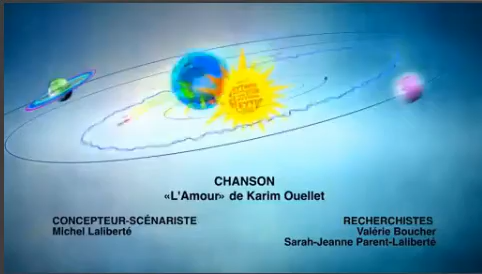 CHANSON
«L'Amour» de Karim Ouellet
CONCEPTEUR-SCÉNARISTE
Michel Laliberté
RECHERCHISTES
Valérie Boucher
Sarah-Jeanne Parent-Laliberté